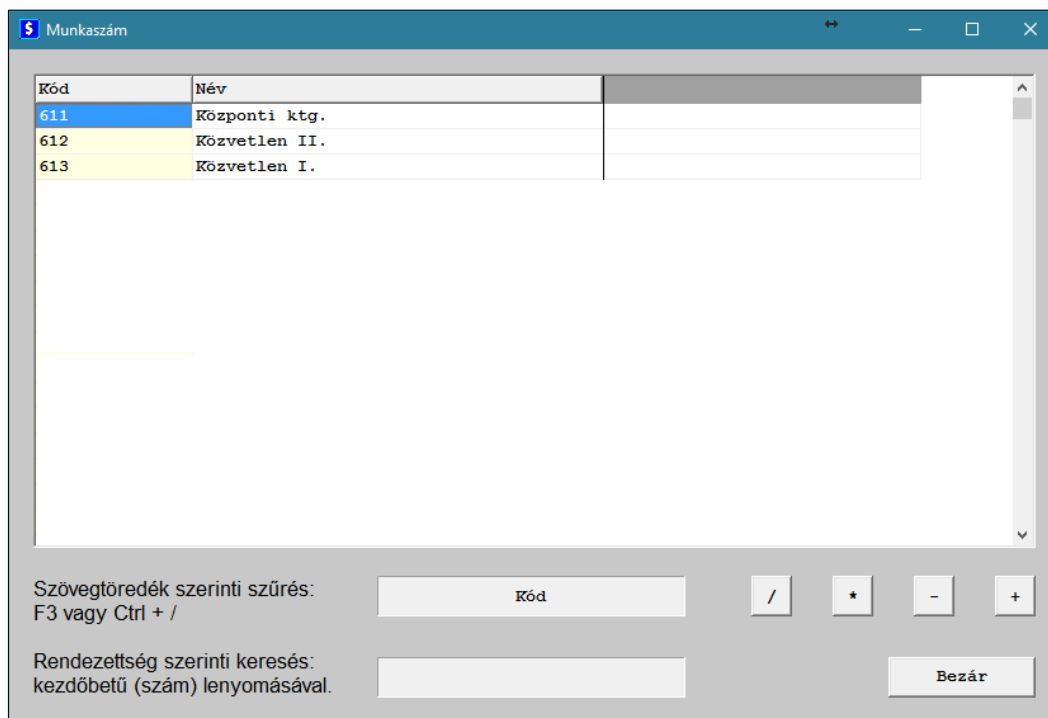 $ Munkaszám
Kód Név
611 Központi ktg.
612 Közvetlen II.
613 Közvetlen I.
Szövegtöredék szerinti szűrés:
F3 vagy Ctrl + /
Kód / * - +
Rendezettség szerinti keresés:
kezdőbetű (szám) lenyomásával.
Bezár